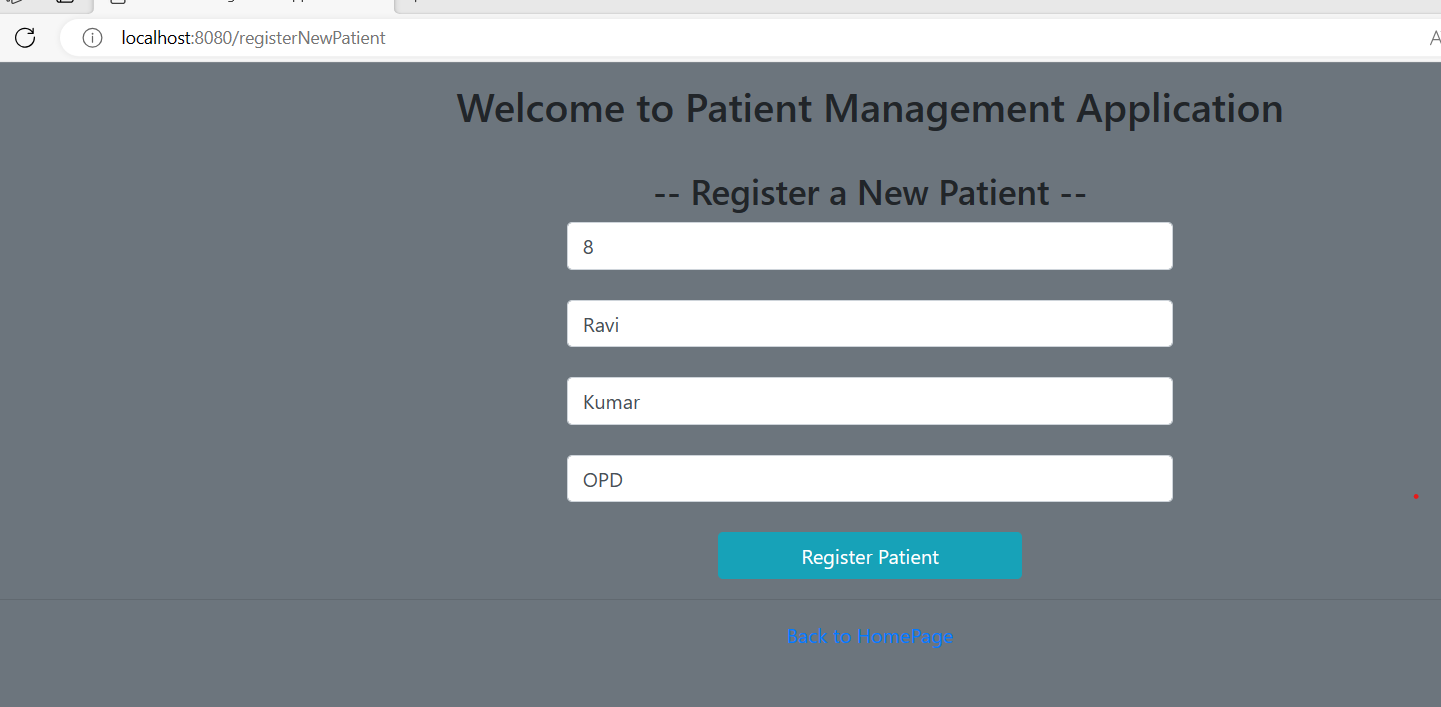 localhost:8080/registerNewPatient
Welcome to Patient Management Application
-- Register a New Patient --
8
Ravi
Kumar
OPD
Register Patient
Back to HomePage